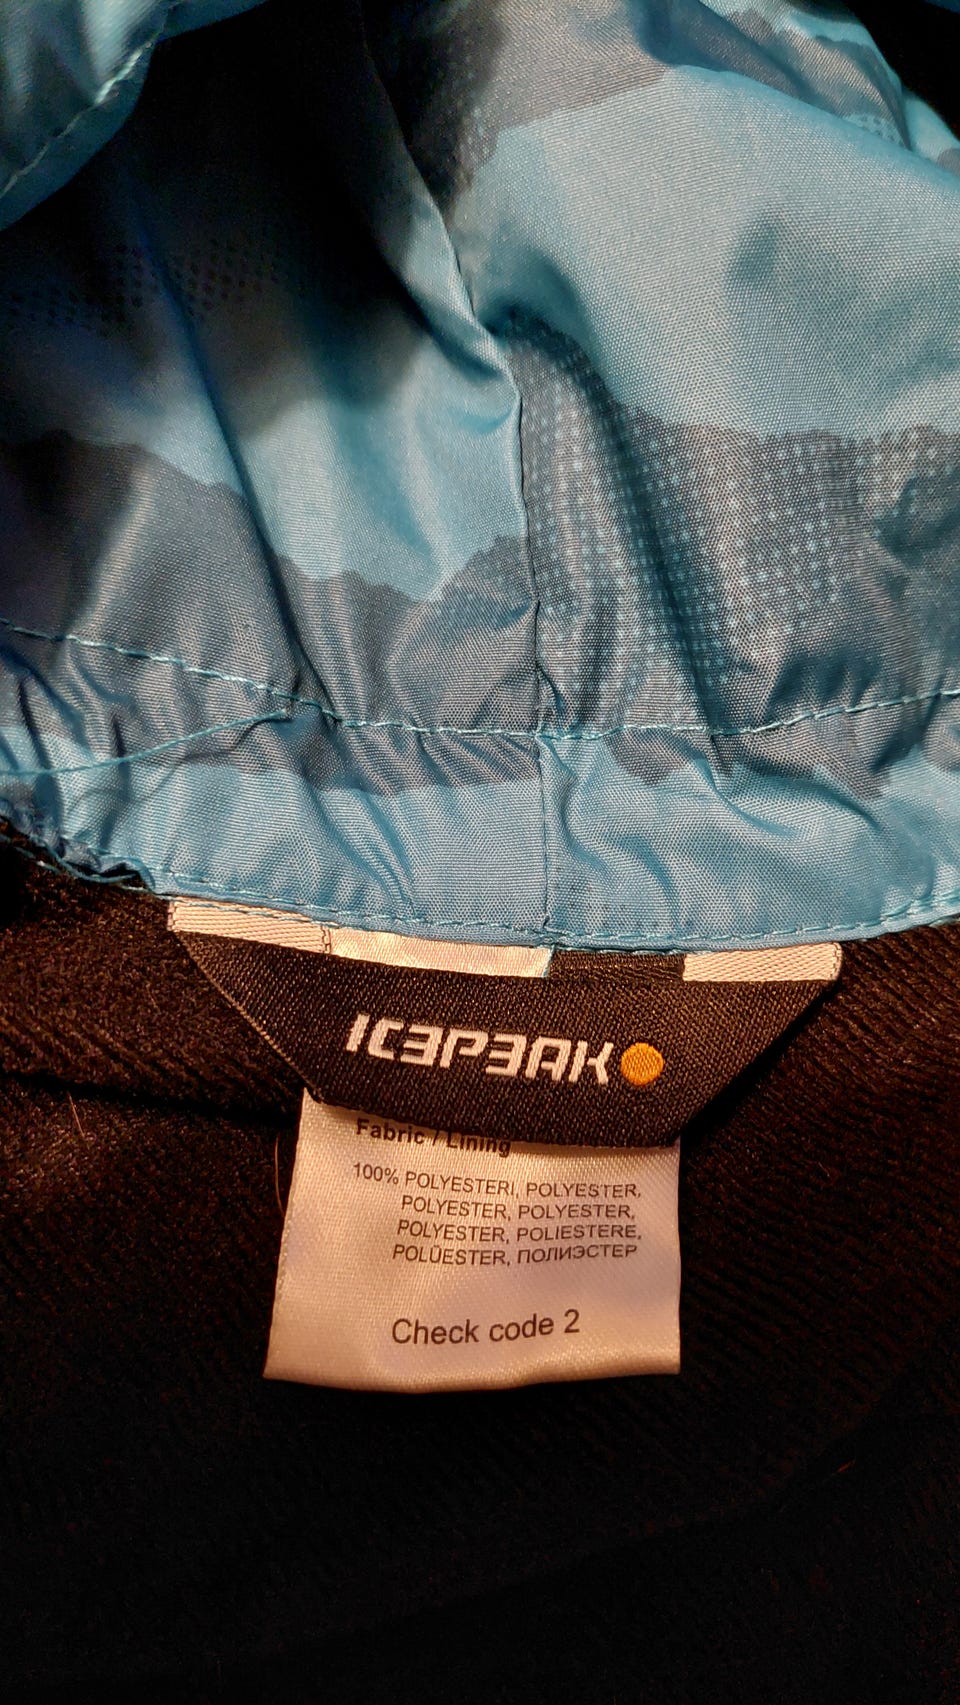 ICEPEAK
Fabric / Lining
100% POLYESTERI, POLYESTER,
POLYESTER, POLYESTER,
POLYESTER, POLIESTERE,
POLÜESTER, ПОЛИЭСТЕР
Check code 2